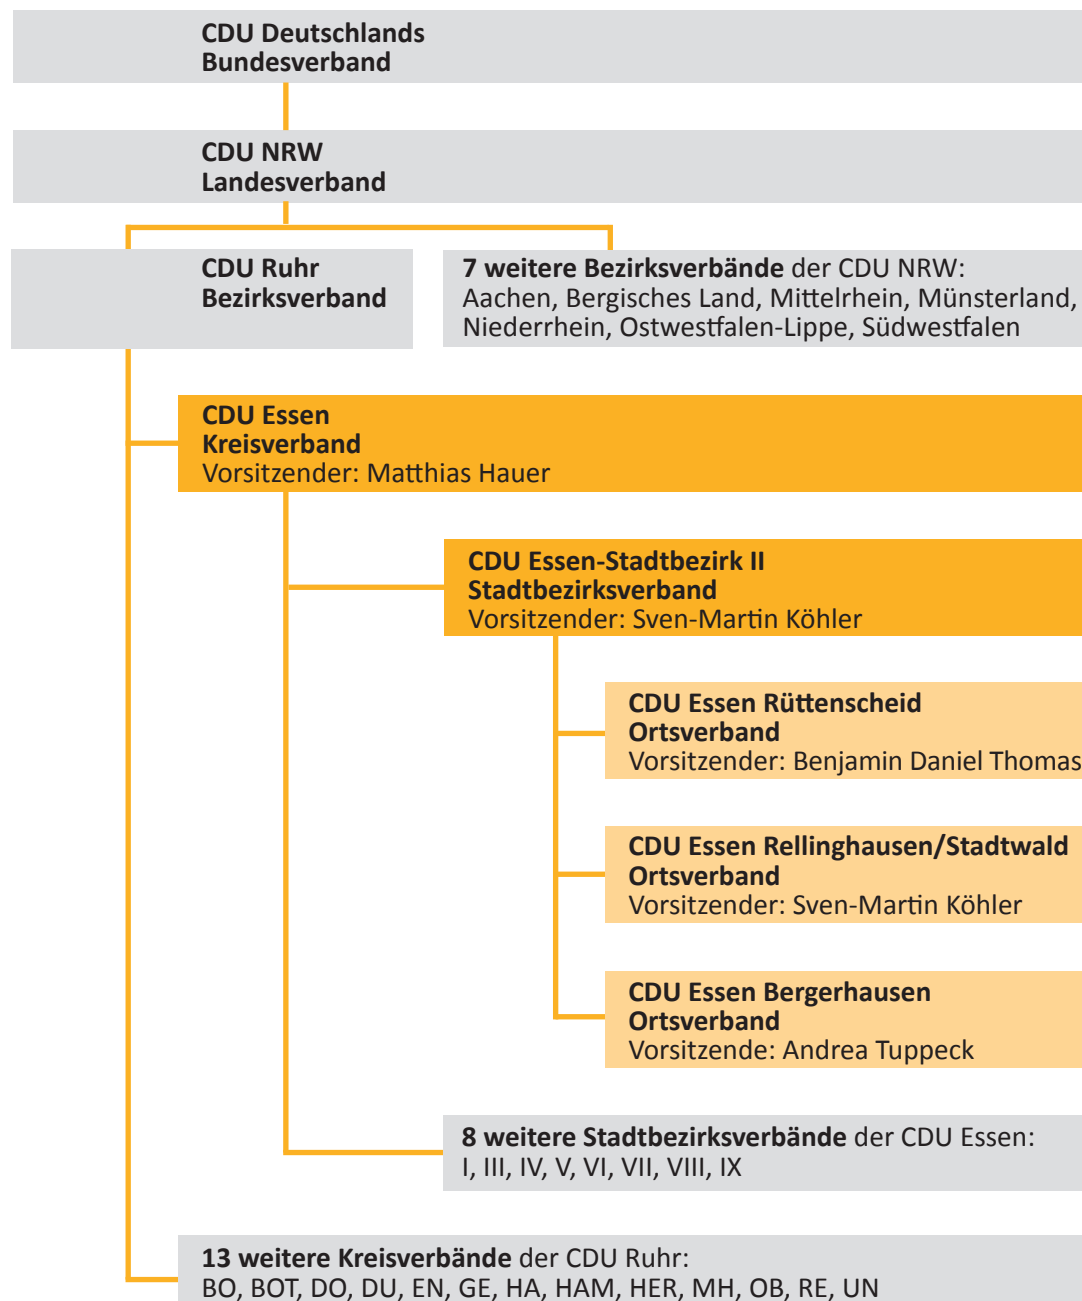 CDU Deutschlands
Bundesverband
CDU NRW
Landesverband
CDU Ruhr
Bezirksverband
7 weitere Bezirksverbände der CDU NRW:
Aachen, Bergisches Land, Mittelrhein, Münsterland,
Niederrhein, Ostwestfalen-Lippe, Südwestfalen
CDU Essen
Kreisverband
Vorsitzender: Matthias Hauer
CDU Essen-Stadtbezirk II
Stadtbezirksverband
Vorsitzender: Sven-Martin Köhler
CDU Essen Rüttenscheid
Ortsverband
Vorsitzender: Benjamin Daniel Thomas
CDU Essen Rellinghausen/Stadtwald
Ortsverband
Vorsitzender: Sven-Martin Köhler
CDU Essen Bergerhausen
Ortsverband
Vorsitzende: Andrea Tuppeck
8 weitere Stadtbezirksverbände der CDU Essen:
I, III, IV, V, VI, VII, VIII, IX
13 weitere Kreisverbände der CDU Ruhr:
BO, BOT, DO, DU, EN, GE, HA, HAM, HER, MH, OB, RE, UN